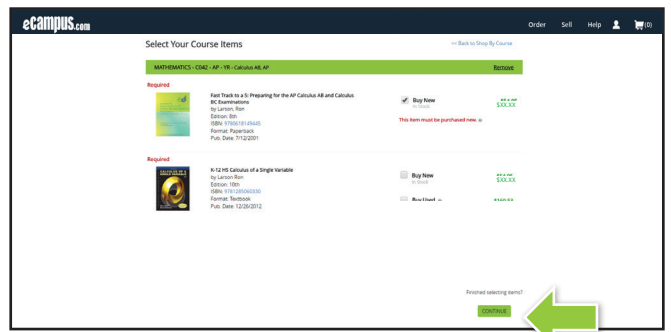 eCampus.com
Order Sell Help (0)
Select Your Course Items
<< Back to Shop By Course
MATHEMATICS - C042 - AP - YR - Calculus AB, AP
Remove
Required
Fast Track to a 5: Preparing for the AP Calculus AB and Calculus
BC Examinations
by Larson, Ron
Edition: 8th
ISBN: 9780618149445
Format: Paperback
Pub. Date: 7/12/2001
Buy New
In Stock
$XX.XX
This item must be purchased new.
Required
K-12 HS Calculus of a Single Variable
by Larson Ron
Edition: 10th
ISBN: 9781285060330
Format: Textbook
Pub. Date: 12/26/2012
Buy New
In Stock
$XX.XX
Buy Used
Finished selecting items?
CONTINUE